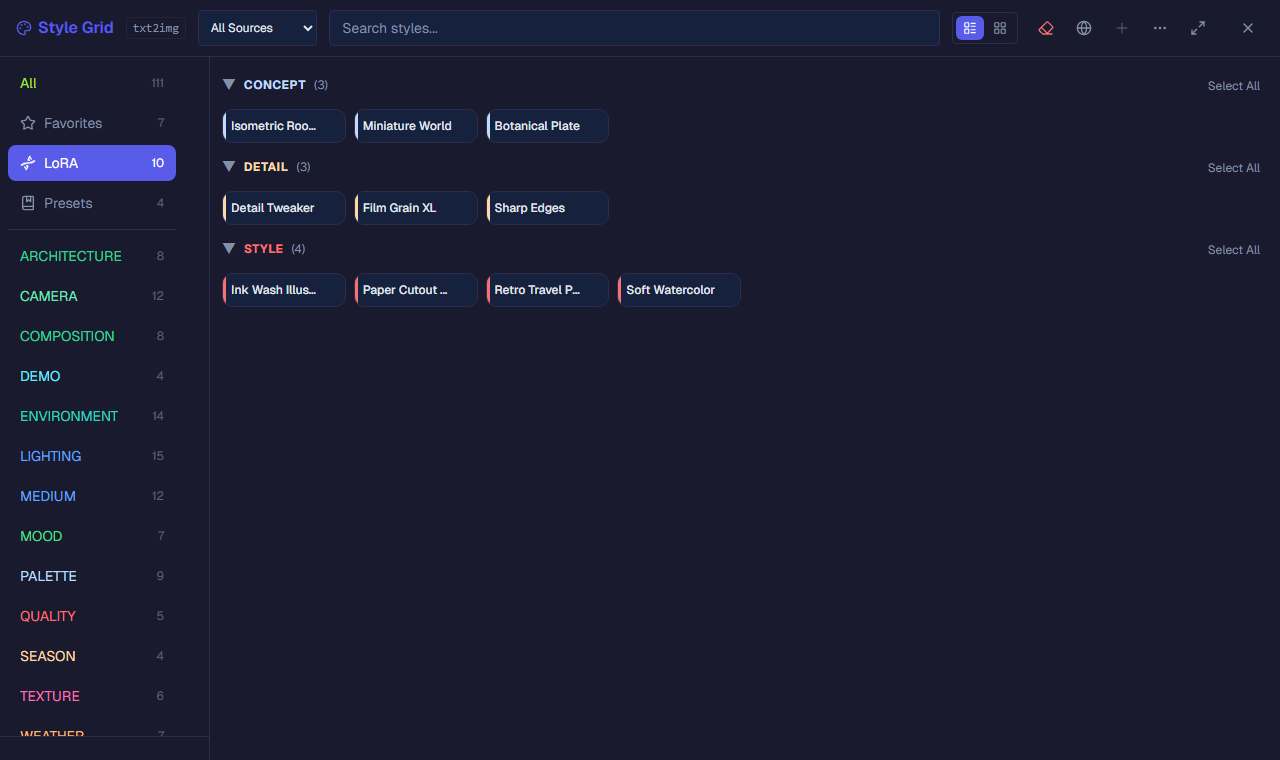 Style Grid txt2img All Sources Search styles...
All 111
Favorites 7
LoRA 10
Presets 4
ARCHITECTURE 8
CAMERA 12
COMPOSITION 8
DEMO 4
ENVIRONMENT 14
LIGHTING 15
MEDIUM 12
MOOD 7
PALETTE 9
QUALITY 5
SEASON 4
TEXTURE 6
WEATHER 7
CONCEPT (3) Select All
Isometric Roo... Miniature World Botanical Plate
DETAIL (3) Select All
Detail Tweaker Film Grain XL Sharp Edges
STYLE (4) Select All
Ink Wash Illus... Paper Cutout ... Retro Travel P... Soft Watercolor